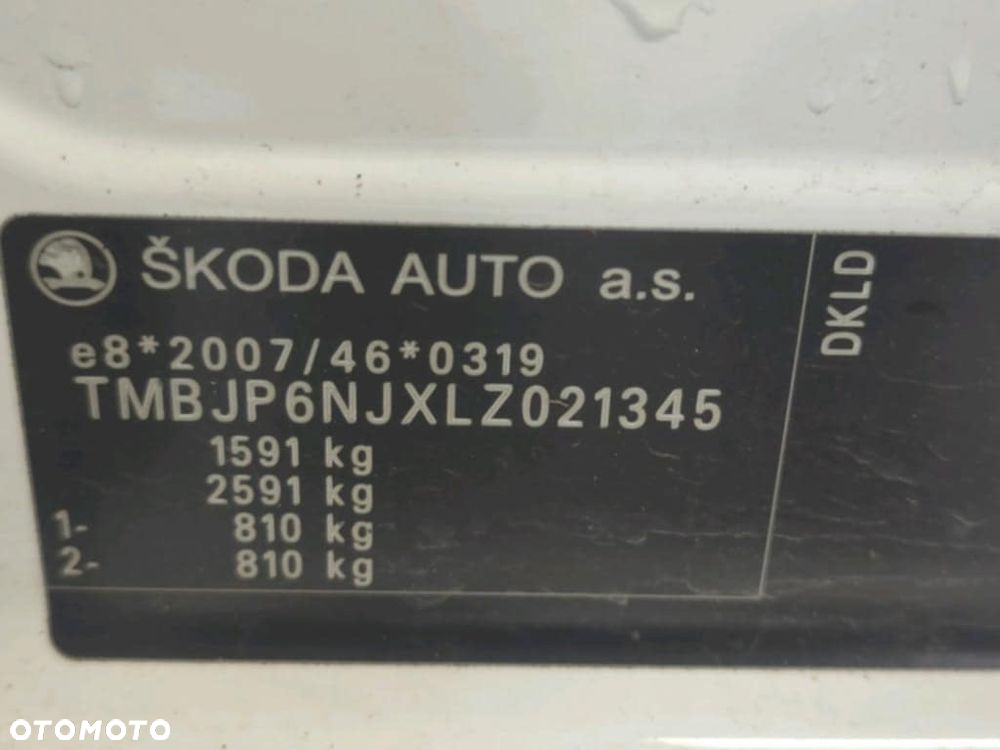 ŠKODA AUTO a.s.
e8*2007/46*0319
TMBJP6NJXLZ021345
1591 kg
2591 kg
1- 810 kg
2- 810 kg
DKLD
OTOMOTO